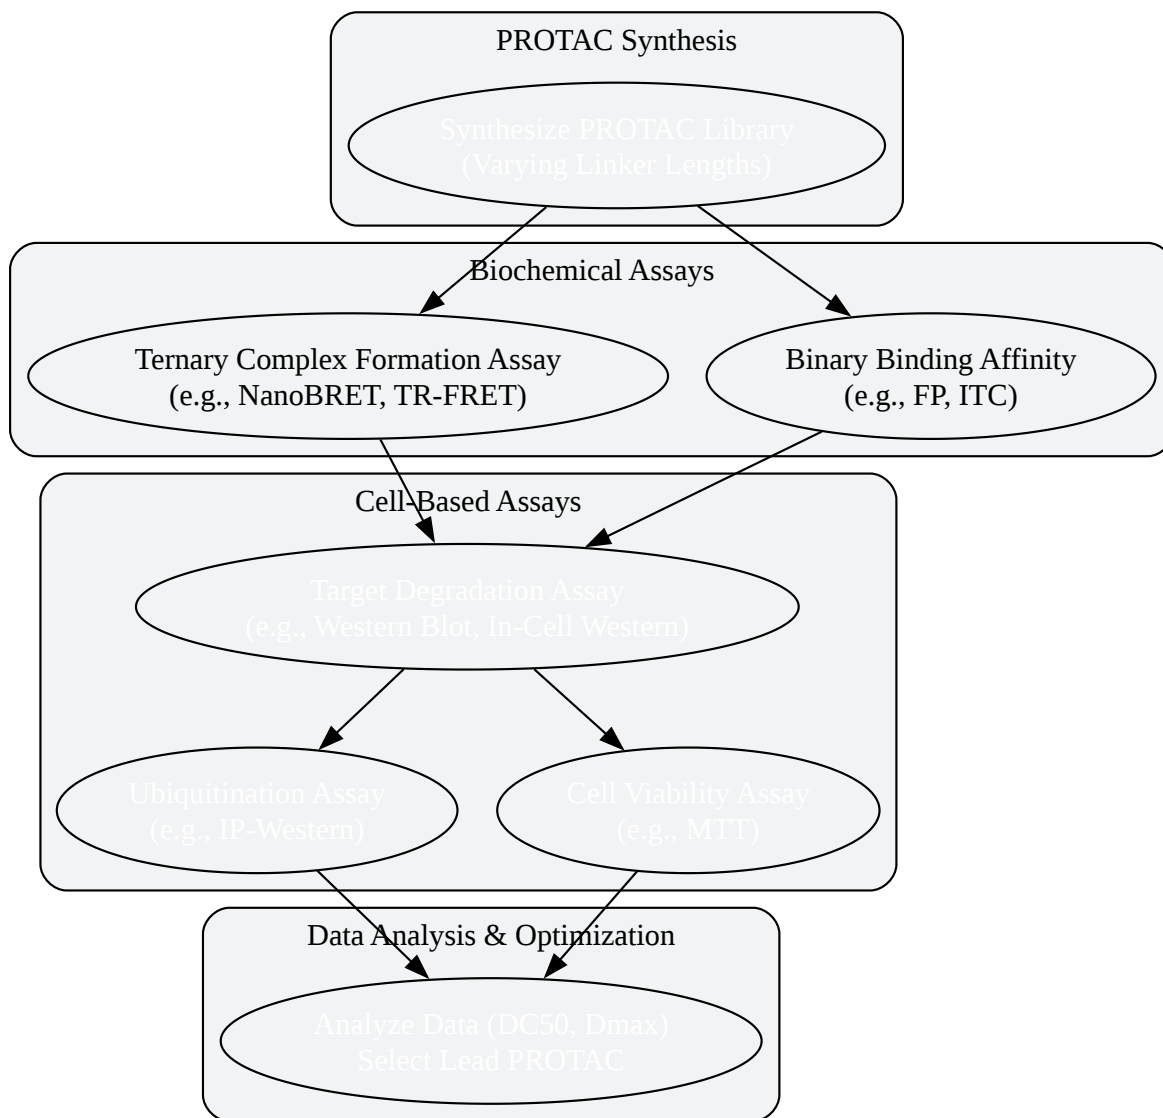 PROTAC Synthesis
Synthesize PROTAC Library
(Varying Linker Lengths)
Biochemical Assays
Ternary Complex Formation Assay
(e.g., NanoBRET, TR-FRET)
Binary Binding Affinity
(e.g., FP, ITC)
Cell-Based Assays
Target Degradation Assay
(e.g., Western Blot, In-Cell Western)
Ubiquitination Assay
(e.g., IP-Western)
Cell Viability Assay
(e.g., MTT)
Data Analysis & Optimization
Analyze Data (DC50, Dmax)
Select Lead PROTAC